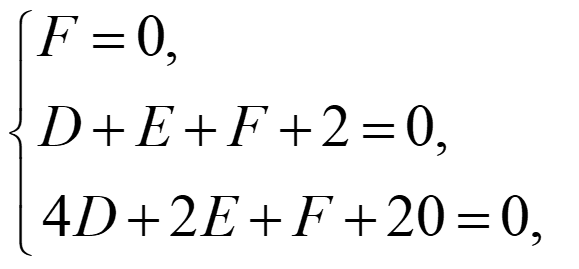 F = 0,
D + E + F + 2 = 0,
4D + 2E + F + 20 = 0,